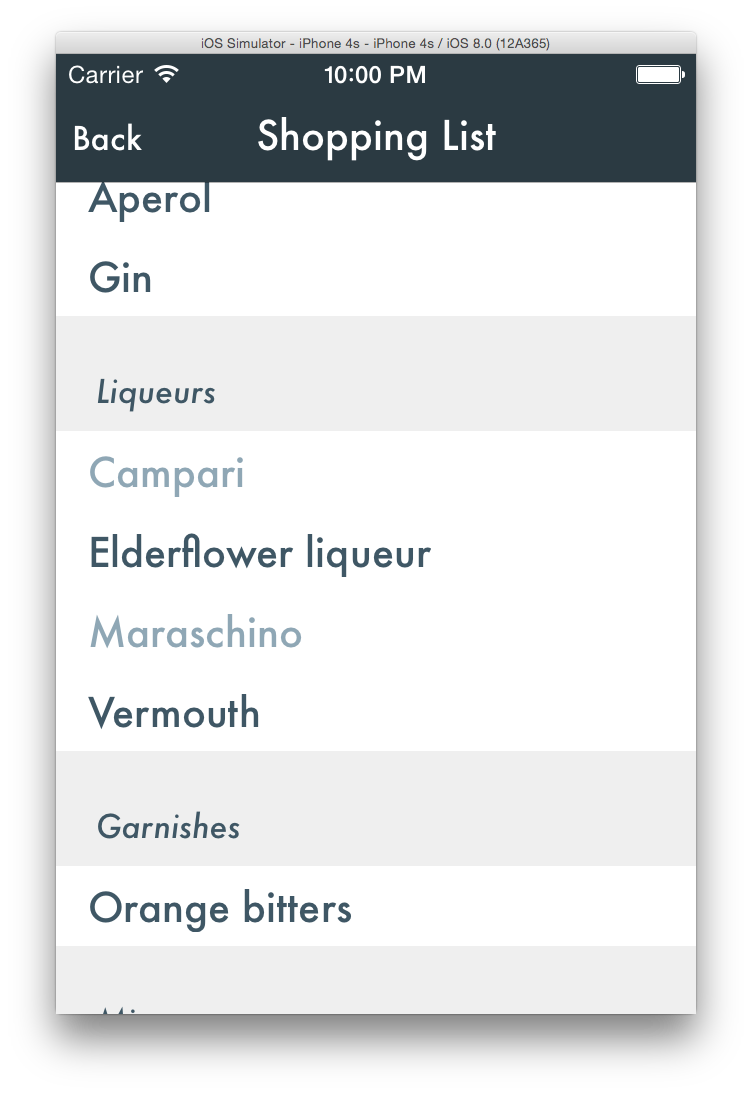 iOS Simulator - iPhone 4s - iPhone 4s / iOS 8.0 (12A365)
Carrier 10:00 PM
Back Shopping List
Aperol
Gin
Liqueurs
Campari
Elderflower liqueur
Maraschino
Vermouth
Garnishes
Orange bitters